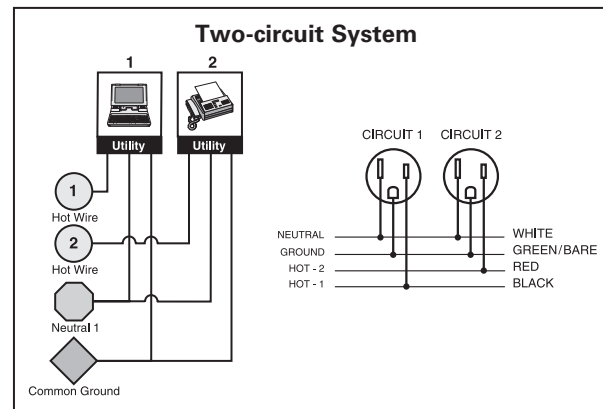 Two-circuit System
1
2
Utility
Utility
1
Hot Wire
2
Hot Wire
Neutral 1
Common Ground
CIRCUIT 1
CIRCUIT 2
NEUTRAL
WHITE
GROUND
GREEN/BARE
HOT - 2
RED
HOT - 1
BLACK